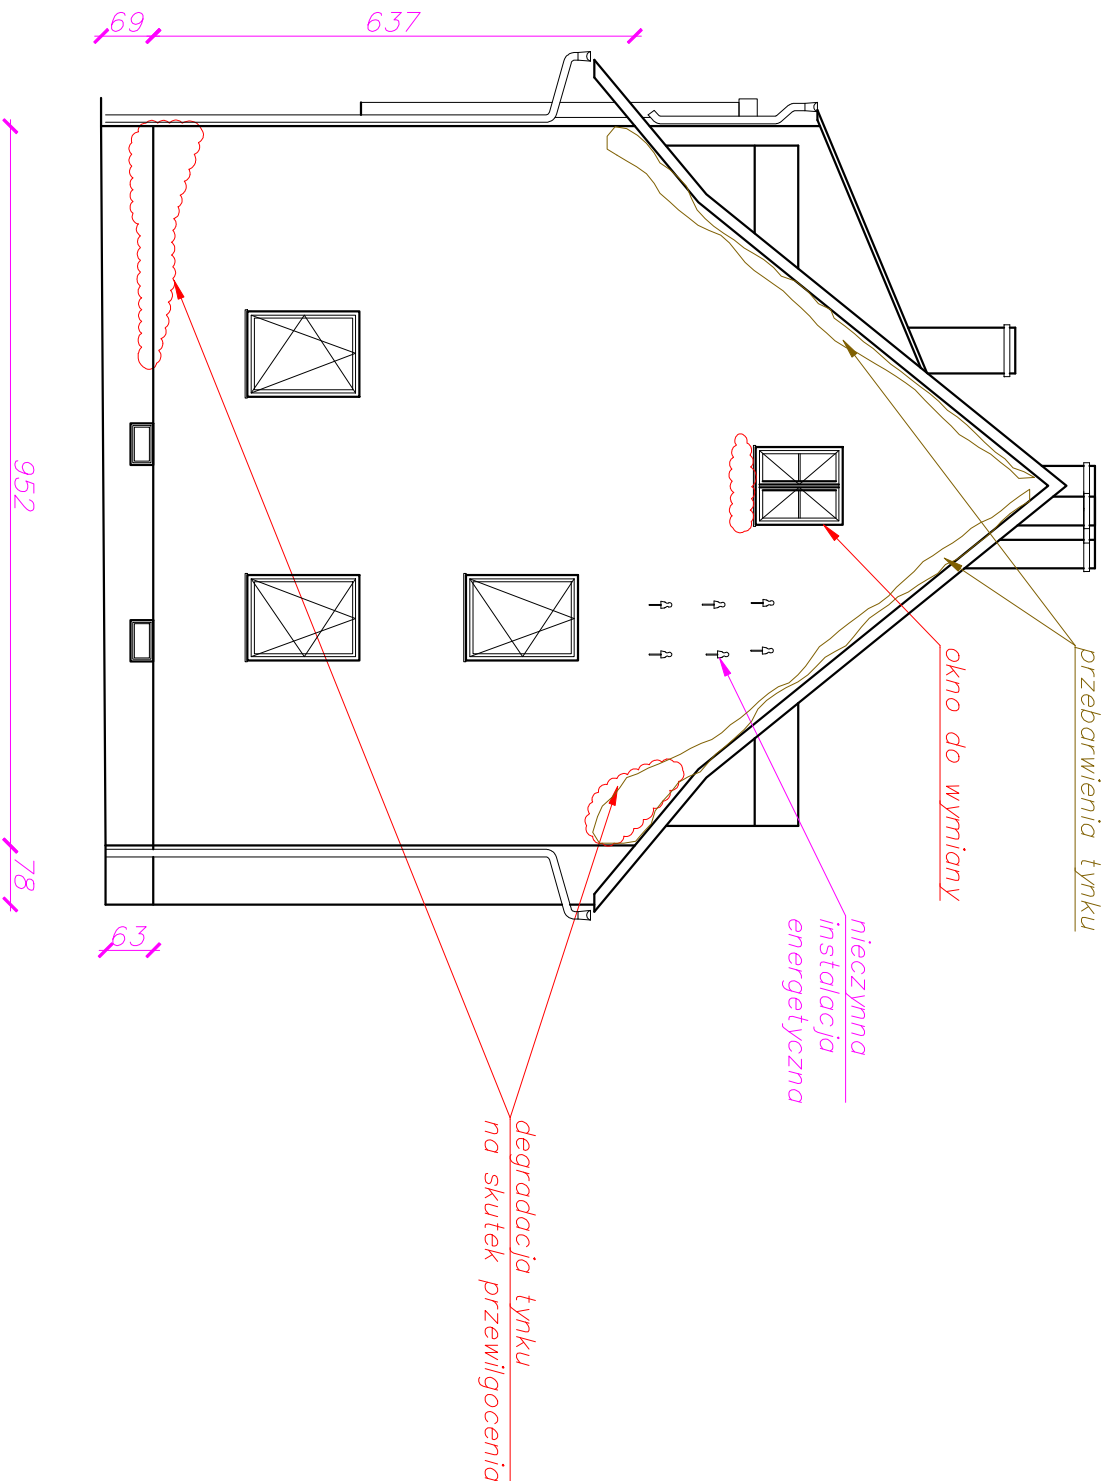 przebarwienia tynku
okno do wymiany
nieczynna
instalacja
energetyczna
degradacja tynku
na skutek przewilgocenia
637
69
63
952
78